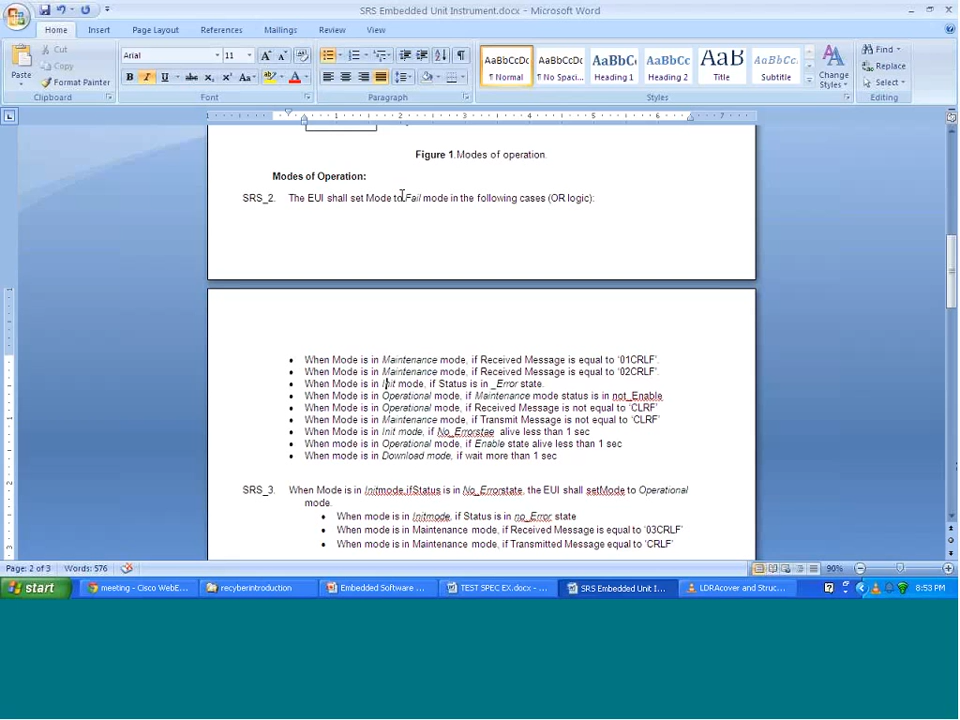 SRS Embedded Unit Instrument.docx - Microsoft Word
Home Insert Page Layout References Mailings Review View
Cut
Copy
Format Painter
Paste
Clipboard
Arial 11
Font
Paragraph
AaBbCcDc AaBbCcDc AaBbC AaBbCc AaBb AaBbCc.
¶ Normal ¶ No Spaci... Heading 1 Heading 2 Title Subtitle
Change Styles
Styles
Find
Replace
Select
Editing
1 1 2 3 4 5 6 7
Figure 1.Modes of operation.
Modes of Operation:
SRS_2. The EUI shall set Mode to Fail mode in the following cases (OR logic):
• When Mode is in Maintenance mode, if Received Message is equal to '01CRLF'.
• When Mode is in Maintenance mode, if Received Message is equal to '02CRLF'.
• When Mode is in Init mode, if Status is in _Error state.
• When Mode is in Operational mode, if Maintenance mode status is in not_Enable
• When Mode is in Operational mode, if Received Message is not equal to 'CLRF'
• When Mode is in Maintenance mode, if Transmit Message is not equal to 'CLRF'
• When Mode is in Init mode, if No_Errorstae alive less than 1 sec
• When mode is in Operational mode, if Enable state alive less than 1 sec
• When mode is in Download mode, if wait more than 1 sec
SRS_3. When Mode is in Initmode,ifStatus is in No_Errorstate, the EUI shall setMode to Operational
mode.
• When mode is in Initmode, if Status is in no_Error state
• When mode is in Maintenance mode, if Received Message is equal to '03CRLF'
• When mode is in Maintenance mode, if Transmitted Message equal to 'CRLF'
Page: 2 of 3 Words: 576 90%
start meeting - Cisco WebE... recyberintroduction Embedded Software ... TEST SPEC EX.docx - ... SRS Embedded Unit I... LDRAcover and Struc... 8:53 PM